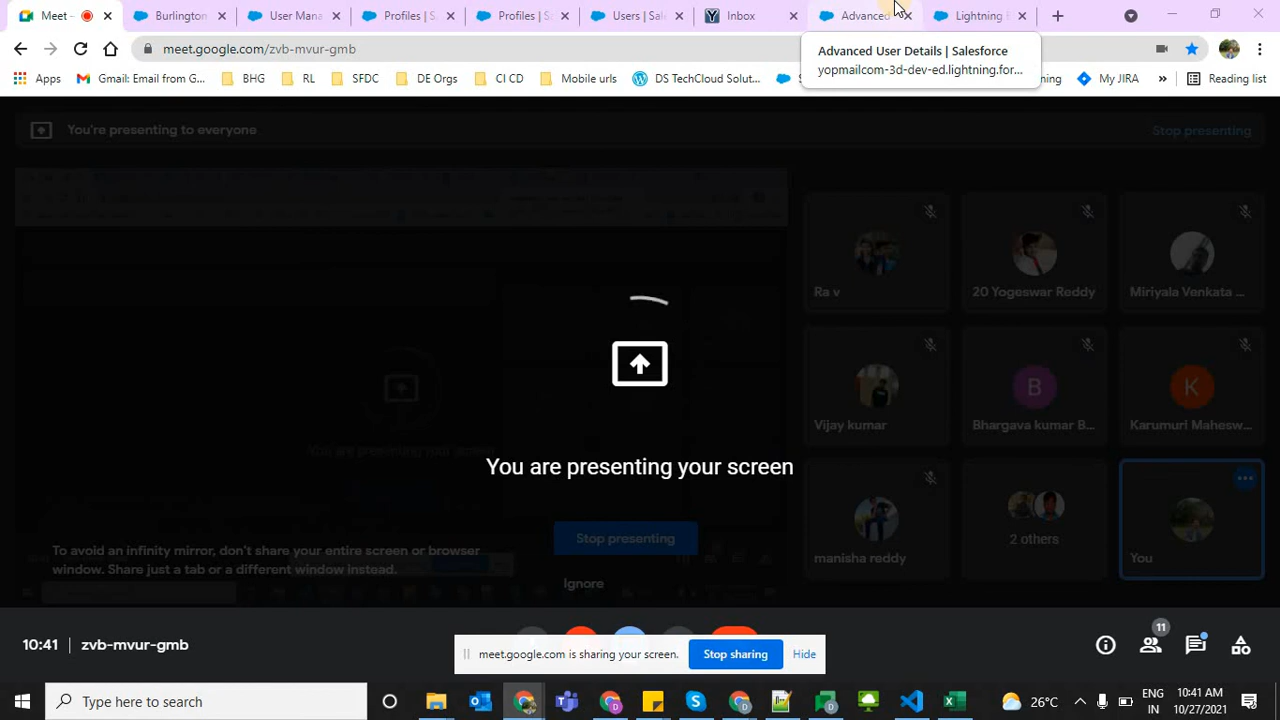 Meet -
Burlington
User Mana
Profiles | S
Profiles | S
Users | Sal
Inbox
Advanced
Lightning E
meet.google.com/zvb-mvur-gmb
Advanced User Details | Salesforce
yopmailcom-3d-dev-ed.lightning.for...
Apps
Gmail: Email from G...
BHG
RL
SFDC
DE Orgs
CI CD
Mobile urls
DS TechCloud Solut...
My JIRA
»
Reading list
You're presenting to everyone
Stop presenting
Ra v
20 Yogeswar Reddy
Miriyala Venkata ...
Vijay kumar
B
Bhargava kumar B...
K
Karumuri Mahesw...
You are presenting your screen
Stop presenting
To avoid an infinity mirror, don't share your entire screen or browser
window. Share just a tab or a different window instead.
Ignore
manisha reddy
2 others
You
10:41 | zvb-mvur-gmb
meet.google.com is sharing your screen.
Stop sharing
Hide
11
Type here to search
26°C
ENG
IN
10:41 AM
10/27/2021